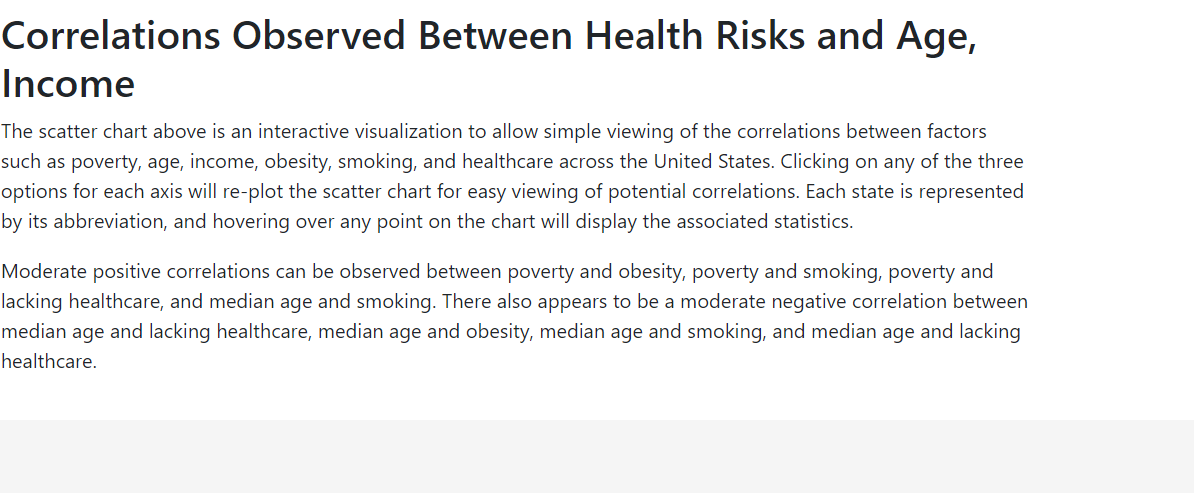 Correlations Observed Between Health Risks and Age,
Income
The scatter chart above is an interactive visualization to allow simple viewing of the correlations between factors
such as poverty, age, income, obesity, smoking, and healthcare across the United States. Clicking on any of the three
options for each axis will re-plot the scatter chart for easy viewing of potential correlations. Each state is represented
by its abbreviation, and hovering over any point on the chart will display the associated statistics.
Moderate positive correlations can be observed between poverty and obesity, poverty and smoking, poverty and
lacking healthcare, and median age and smoking. There also appears to be a moderate negative correlation between
median age and lacking healthcare, median age and obesity, median age and smoking, and median age and lacking
healthcare.